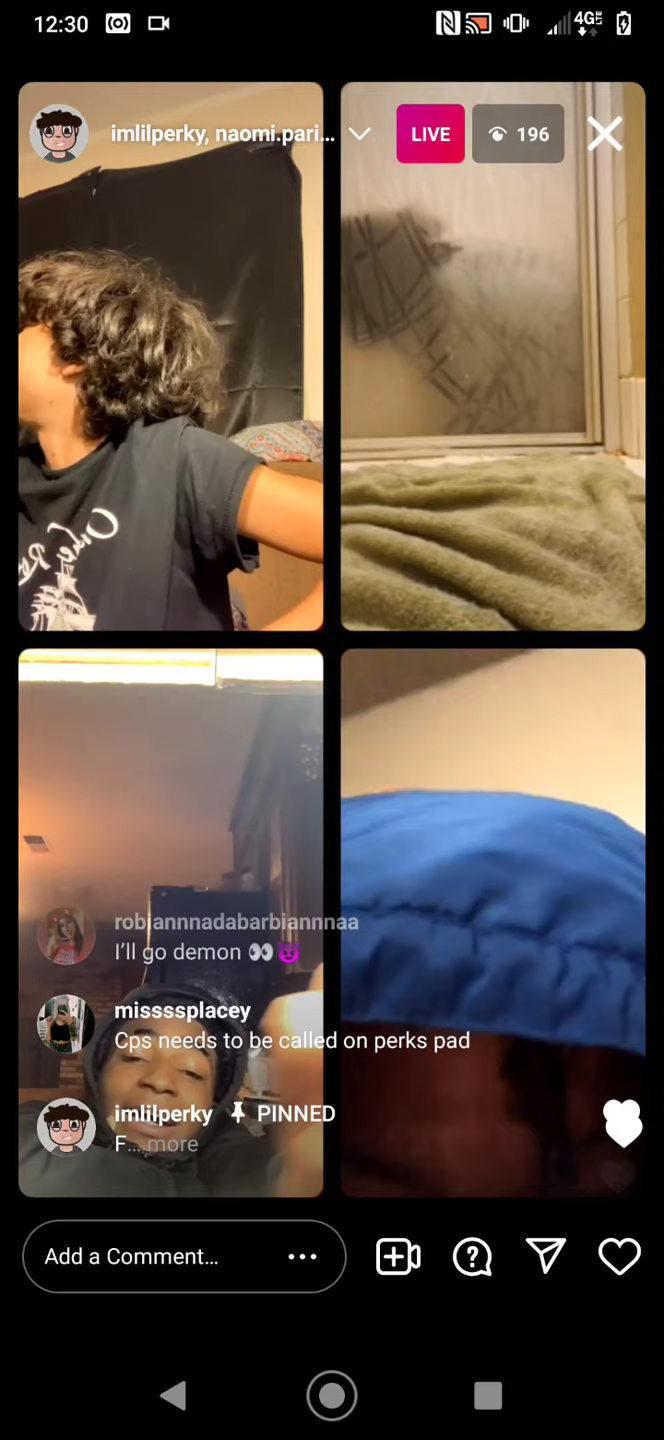 12:30
4G LTE
imlilperky, naomi.pari...
LIVE
196
robiannnadabarbiannnaa
I'll go demon 👀😈
missssplacey
Cps needs to be called on perks pad
imlilperky PINNED
F... more
Add a Comment...